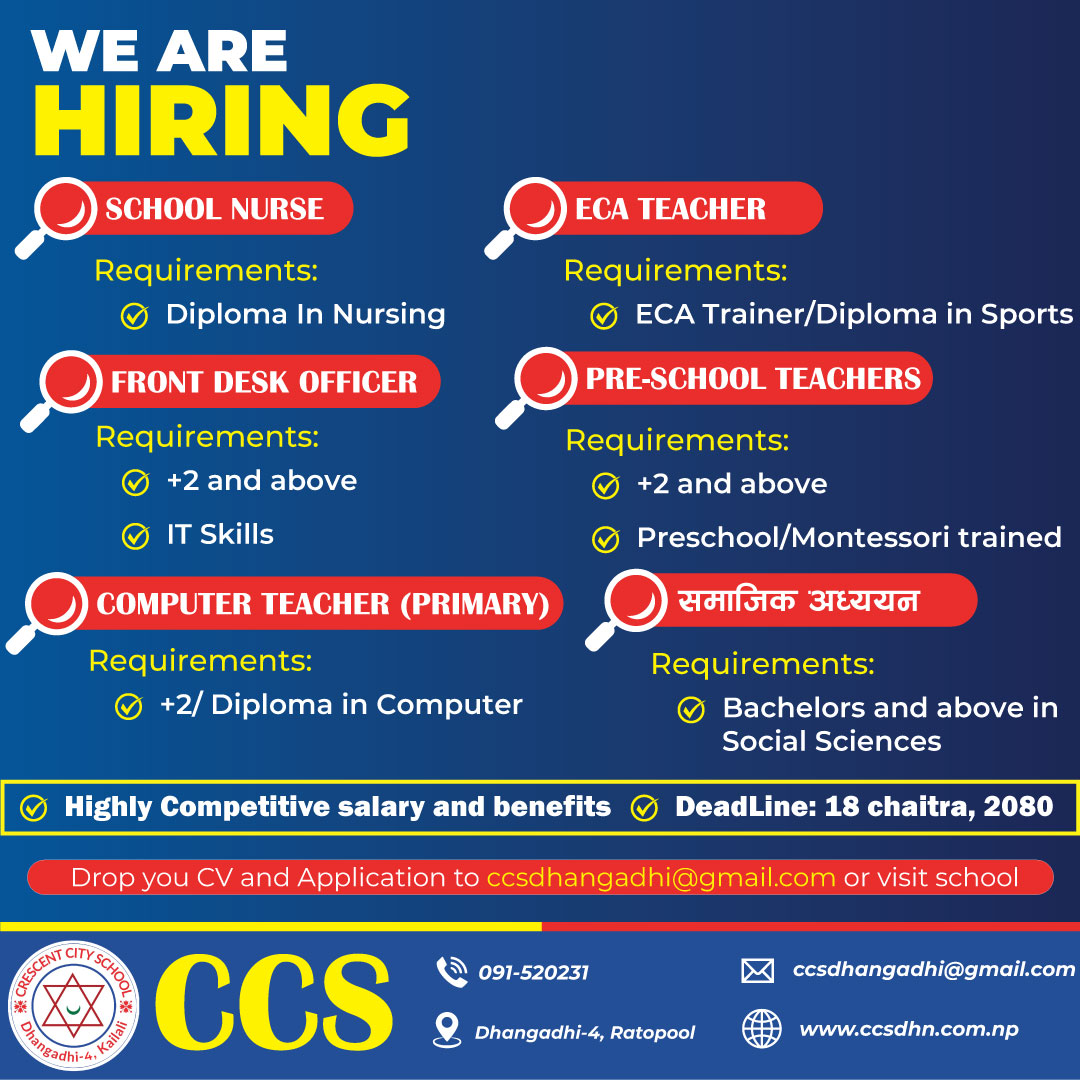 WE ARE
HIRING
SCHOOL NURSE
Requirements:
Diploma In Nursing
ECA TEACHER
Requirements:
ECA Trainer/Diploma in Sports
FRONT DESK OFFICER
Requirements:
+2 and above
IT Skills
PRE-SCHOOL TEACHERS
Requirements:
+2 and above
Preschool/Montessori trained
COMPUTER TEACHER (PRIMARY)
Requirements:
+2/ Diploma in Computer
समाजिक अध्ययन
Requirements:
Bachelors and above in
Social Sciences
Highly Competitive salary and benefits
DeadLine: 18 chaitra, 2080
Drop you CV and Application to ccsdhangadhi@gmail.com or visit school
CRESCENT CITY SCHOOL
Dhangadhi-4, Kailali
CCS
091-520231
Dhangadhi-4, Ratopool
ccsdhangadhi@gmail.com
www.ccsdhn.com.np